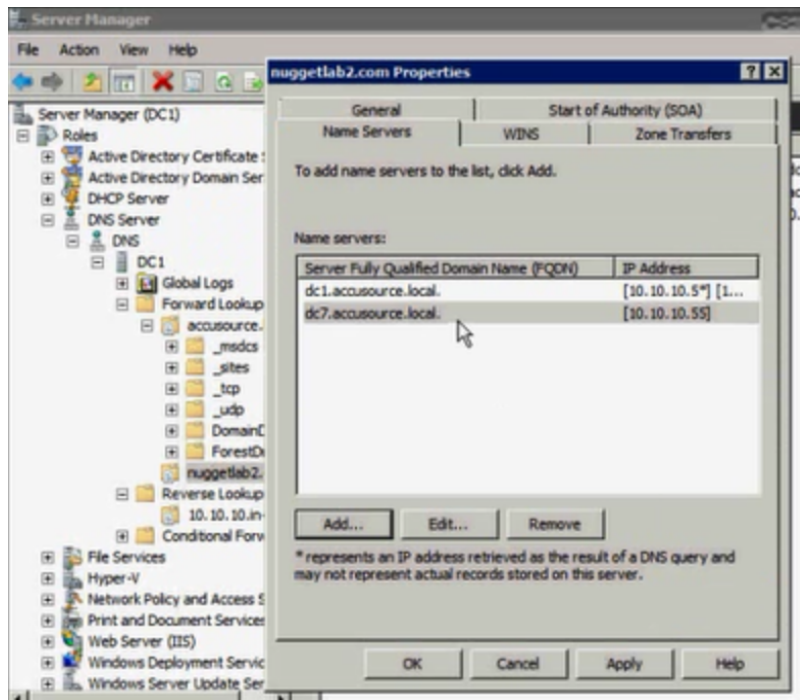 Server Manager
File Action View Help
nuggetlab2.com Properties
General Start of Authority (SOA)
Name Servers WINS Zone Transfers
To add name servers to the list, click Add.
Name servers:
Server Fully Qualified Domain Name (FQDN) IP Address
dc1.accusource.local. [10.10.10.5*] [1...
dc7.accusource.local. [10.10.10.55]
Add... Edit... Remove
* represents an IP address retrieved as the result of a DNS query and
may not represent actual records stored on this server.
OK Cancel Apply Help
Server Manager (DC1)
Roles
Active Directory Certificate
Active Directory Domain Ser
DHCP Server
DNS Server
DNS
DC1
Global Logs
Forward Lookup
accusource.
_msdcs
_sites
_tcp
_udp
DomainD
ForestD
nuggetlab2.
Reverse Lookup
10.10.10.in-
Conditional Forw
File Services
Hyper-V
Network Policy and Access S
Print and Document Services
Web Server (IIS)
Windows Deployment Servic
Windows Server Update Ser